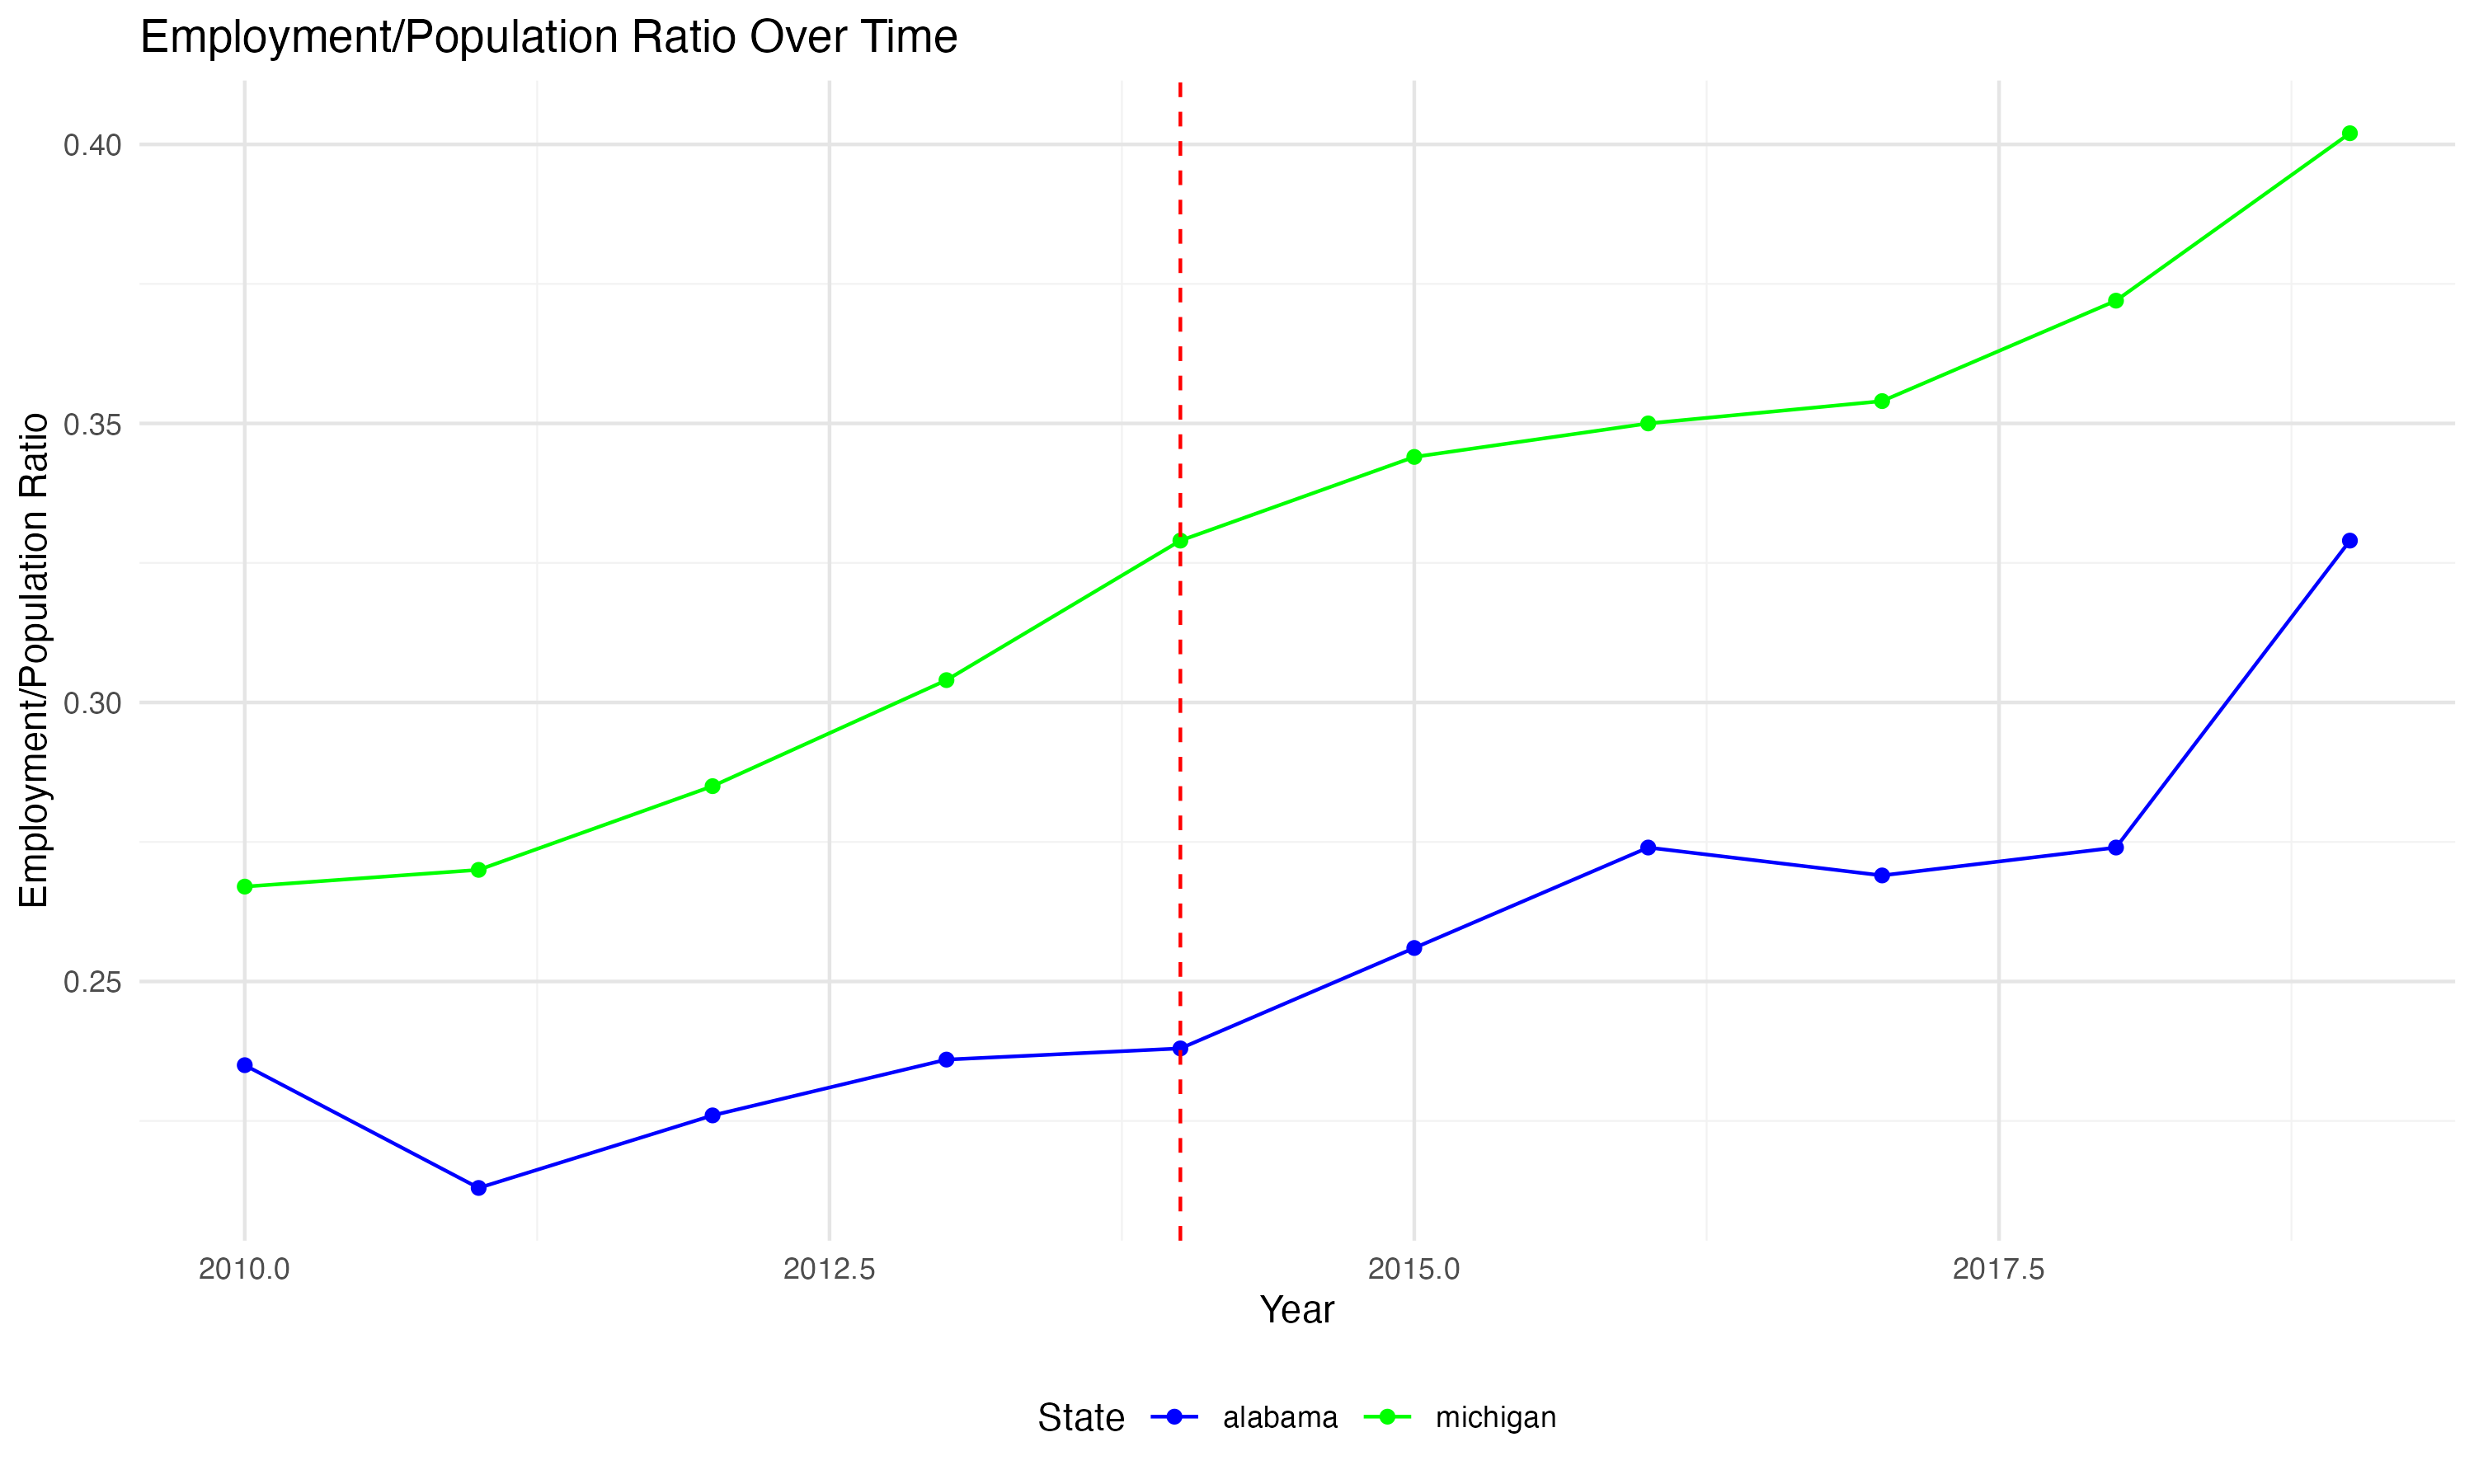 Employment/Population Ratio Over Time
Employment/Population Ratio
0.40
0.35
0.30
0.25
2010.0 2012.5 2015.0 2017.5
Year
State alabama michigan